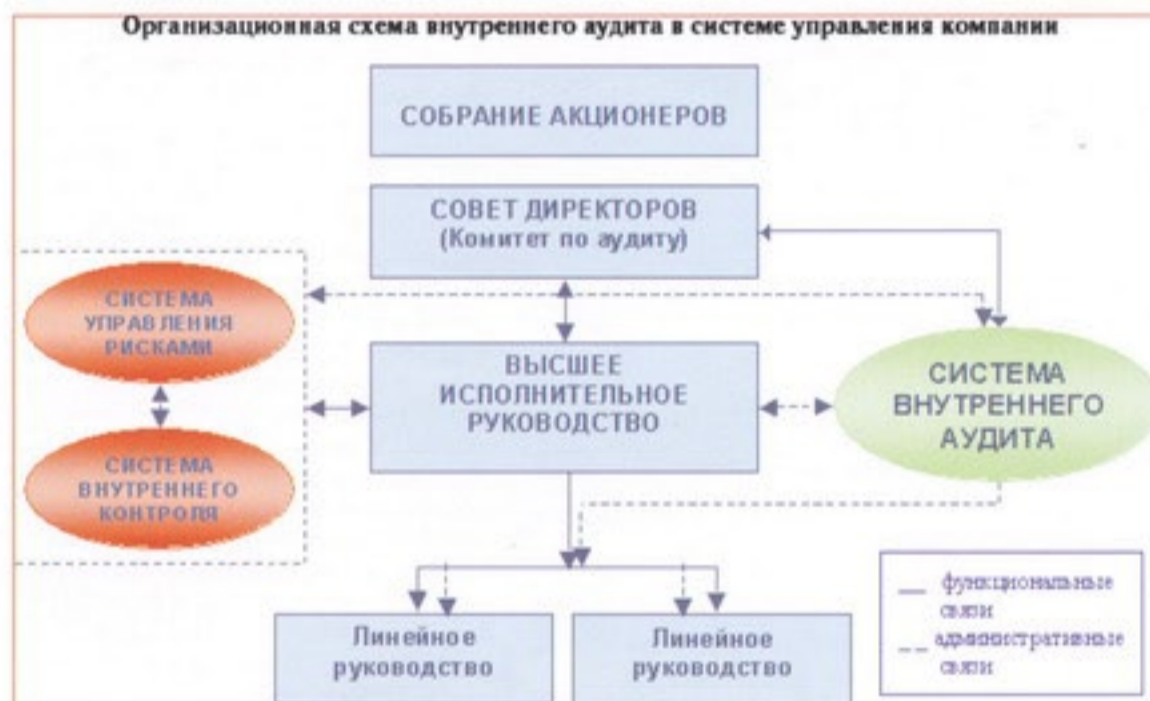 Организационная схема внутреннего аудита в системе управления компании
СОБРАНИЕ АКЦИОНЕРОВ
СОВЕТ ДИРЕКТОРОВ
(Комитет по аудиту)
СИСТЕМА
УПРАВЛЕНИЯ
РИСКАМИ
ВЫСШЕЕ
ИСПОЛНИТЕЛЬНОЕ
РУКОВОДСТВО
СИСТЕМА
ВНУТРЕННЕГО
АУДИТА
СИСТЕМА
ВНУТРЕННЕГО
КОНТРОЛЯ
функциональные
связи
административные
связи
Линейное
руководство
Линейное
руководство